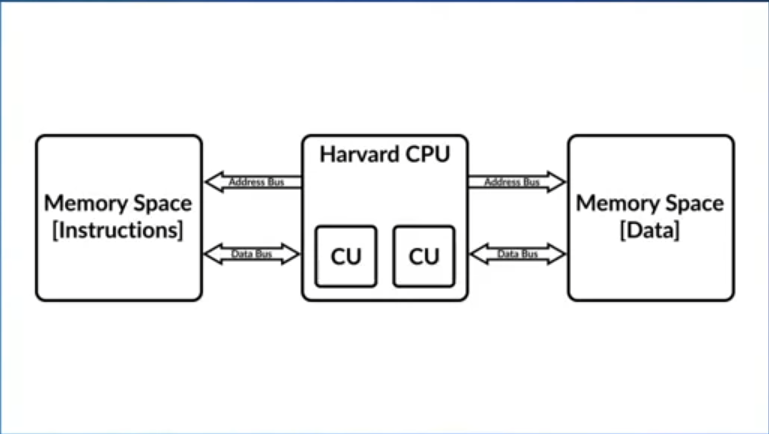 Harvard CPU
Memory Space
[Instructions]
Address Bus
Data Bus
CU
CU
Address Bus
Data Bus
Memory Space
[Data]